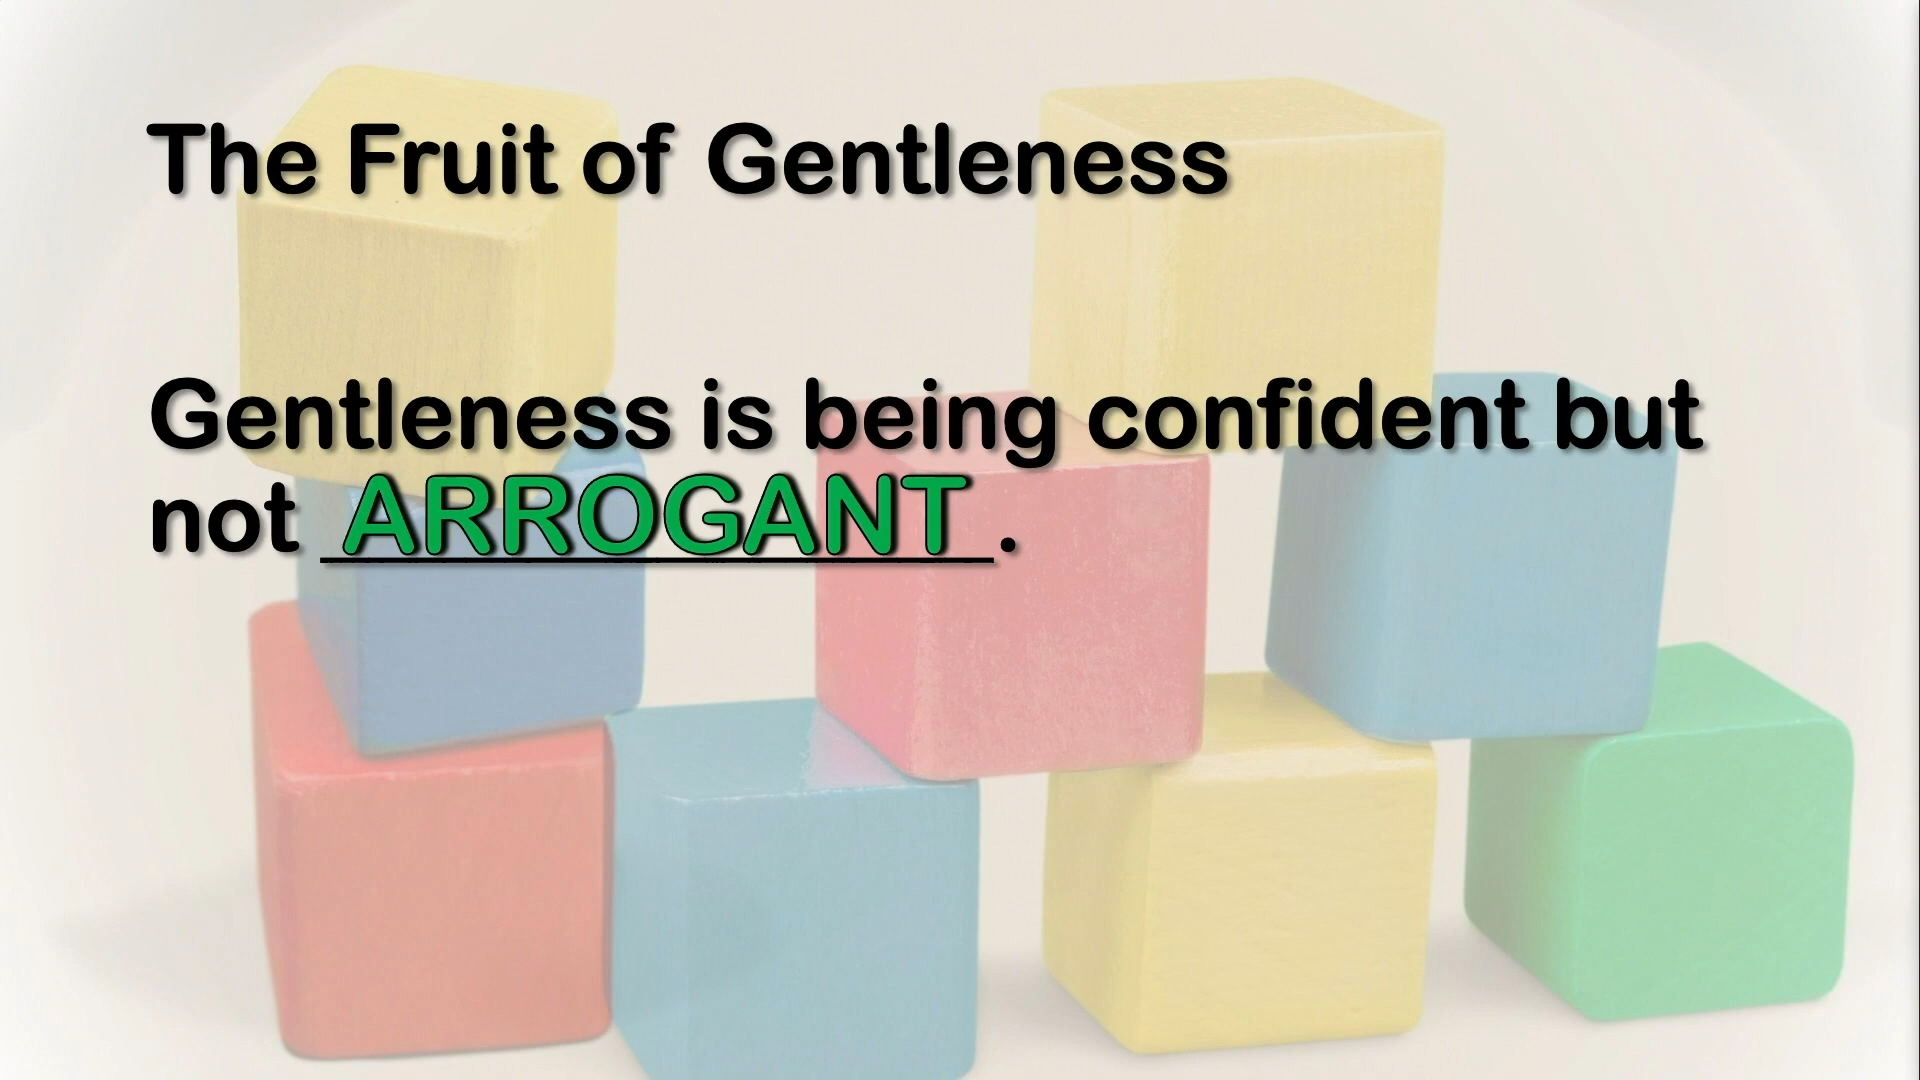 The Fruit of Gentleness
Gentleness is being confident but
not ARROGANT.